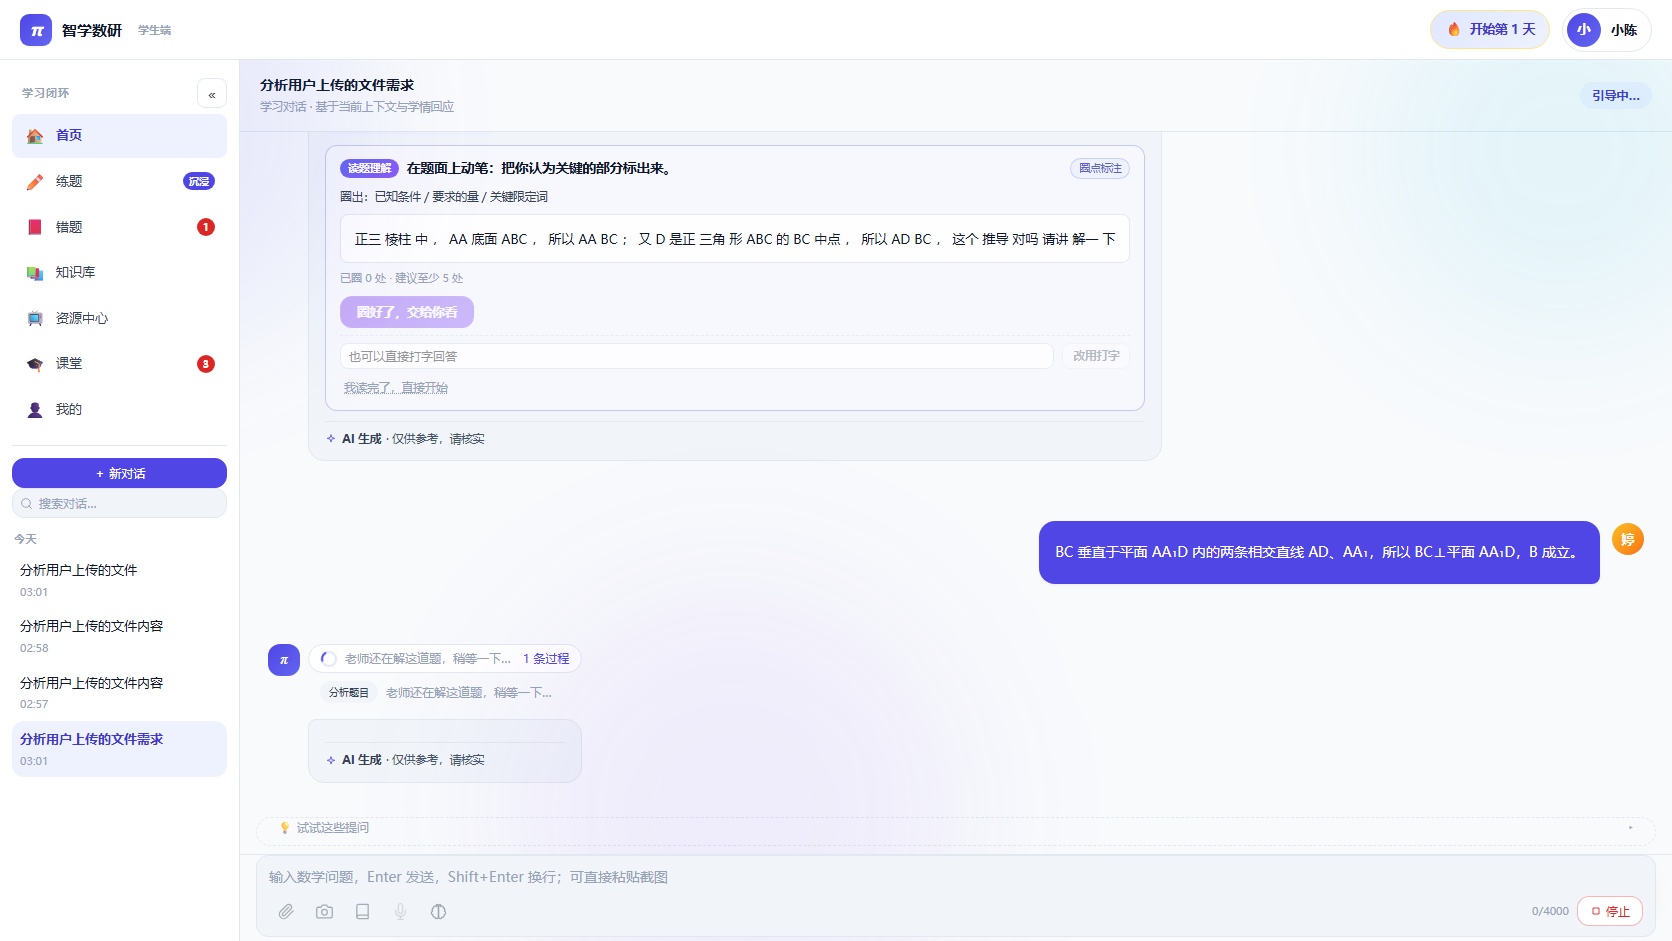 π 智学数研 学生端
🔥 开始第 1 天
小 小陈
学习闭环 «
首页
练题 沉浸
错题 1
知识库
资源中心
课堂 3
我的
+ 新对话
搜索对话...
今天
分析用户上传的文件
03:01
分析用户上传的文件内容
02:58
分析用户上传的文件内容
02:57
分析用户上传的文件需求
03:01
分析用户上传的文件需求
学习对话 · 基于当前上下文与学情回应
引导中...
读题理解 在题面上动笔：把你认为关键的部分标出来。 圈点标注
圈出：已知条件 / 要求的量 / 关键限定词
正三 棱柱 中 ， AA 底面 ABC ， 所以 AA BC ； 又 D 是正 三角 形 ABC 的 BC 中点 ， 所以 AD BC ， 这个 推导 对吗 请讲 解一 下
已圈 0 处 · 建议至少 5 处
圈好了，交给你看
也可以直接打字回答 改用打字
我读完了，直接开始
AI 生成 · 仅供参考，请核实
BC 垂直于平面 AA₁D 内的两条相交直线 AD、AA₁，所以 BC⊥平面 AA₁D，B 成立。
婷
π 老师还在解这道题，稍等一下... 1 条过程
分析题目 老师还在解这道题，稍等一下...
AI 生成 · 仅供参考，请核实
试试这些提问
输入数学问题，Enter 发送，Shift+Enter 换行；可直接粘贴截图
0/4000 停止